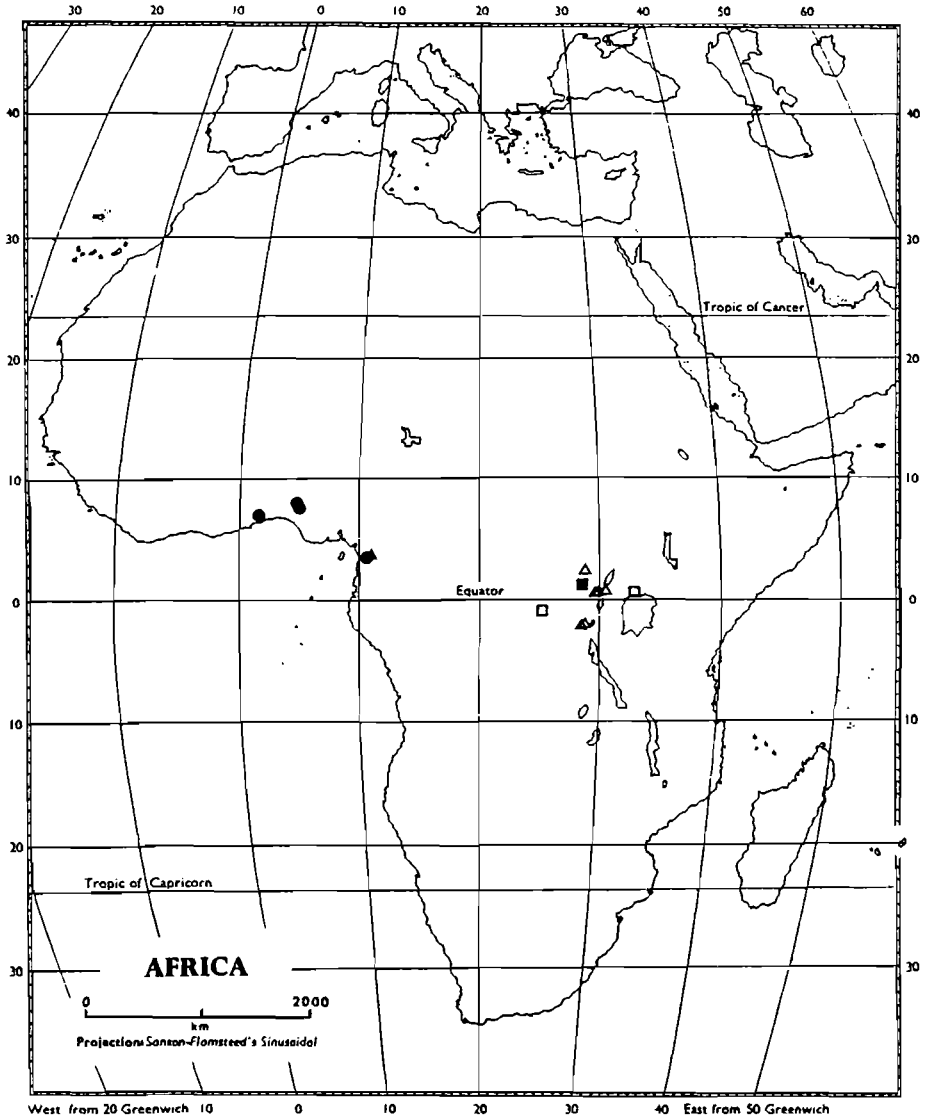 30 20 10 0 10 20 30 40 50 60
40 40
30 30
Tropic of Cancer
20 20
10 10
Equator
0 0
10 10
20 20
Tropic of Capricorn
30 30
AFRICA
0 2000
km
Projection: Sanson-Flamsteed's Sinusoidal
West from 20 Greenwich 10 0 10 20 30 40 East from 50 Greenwich